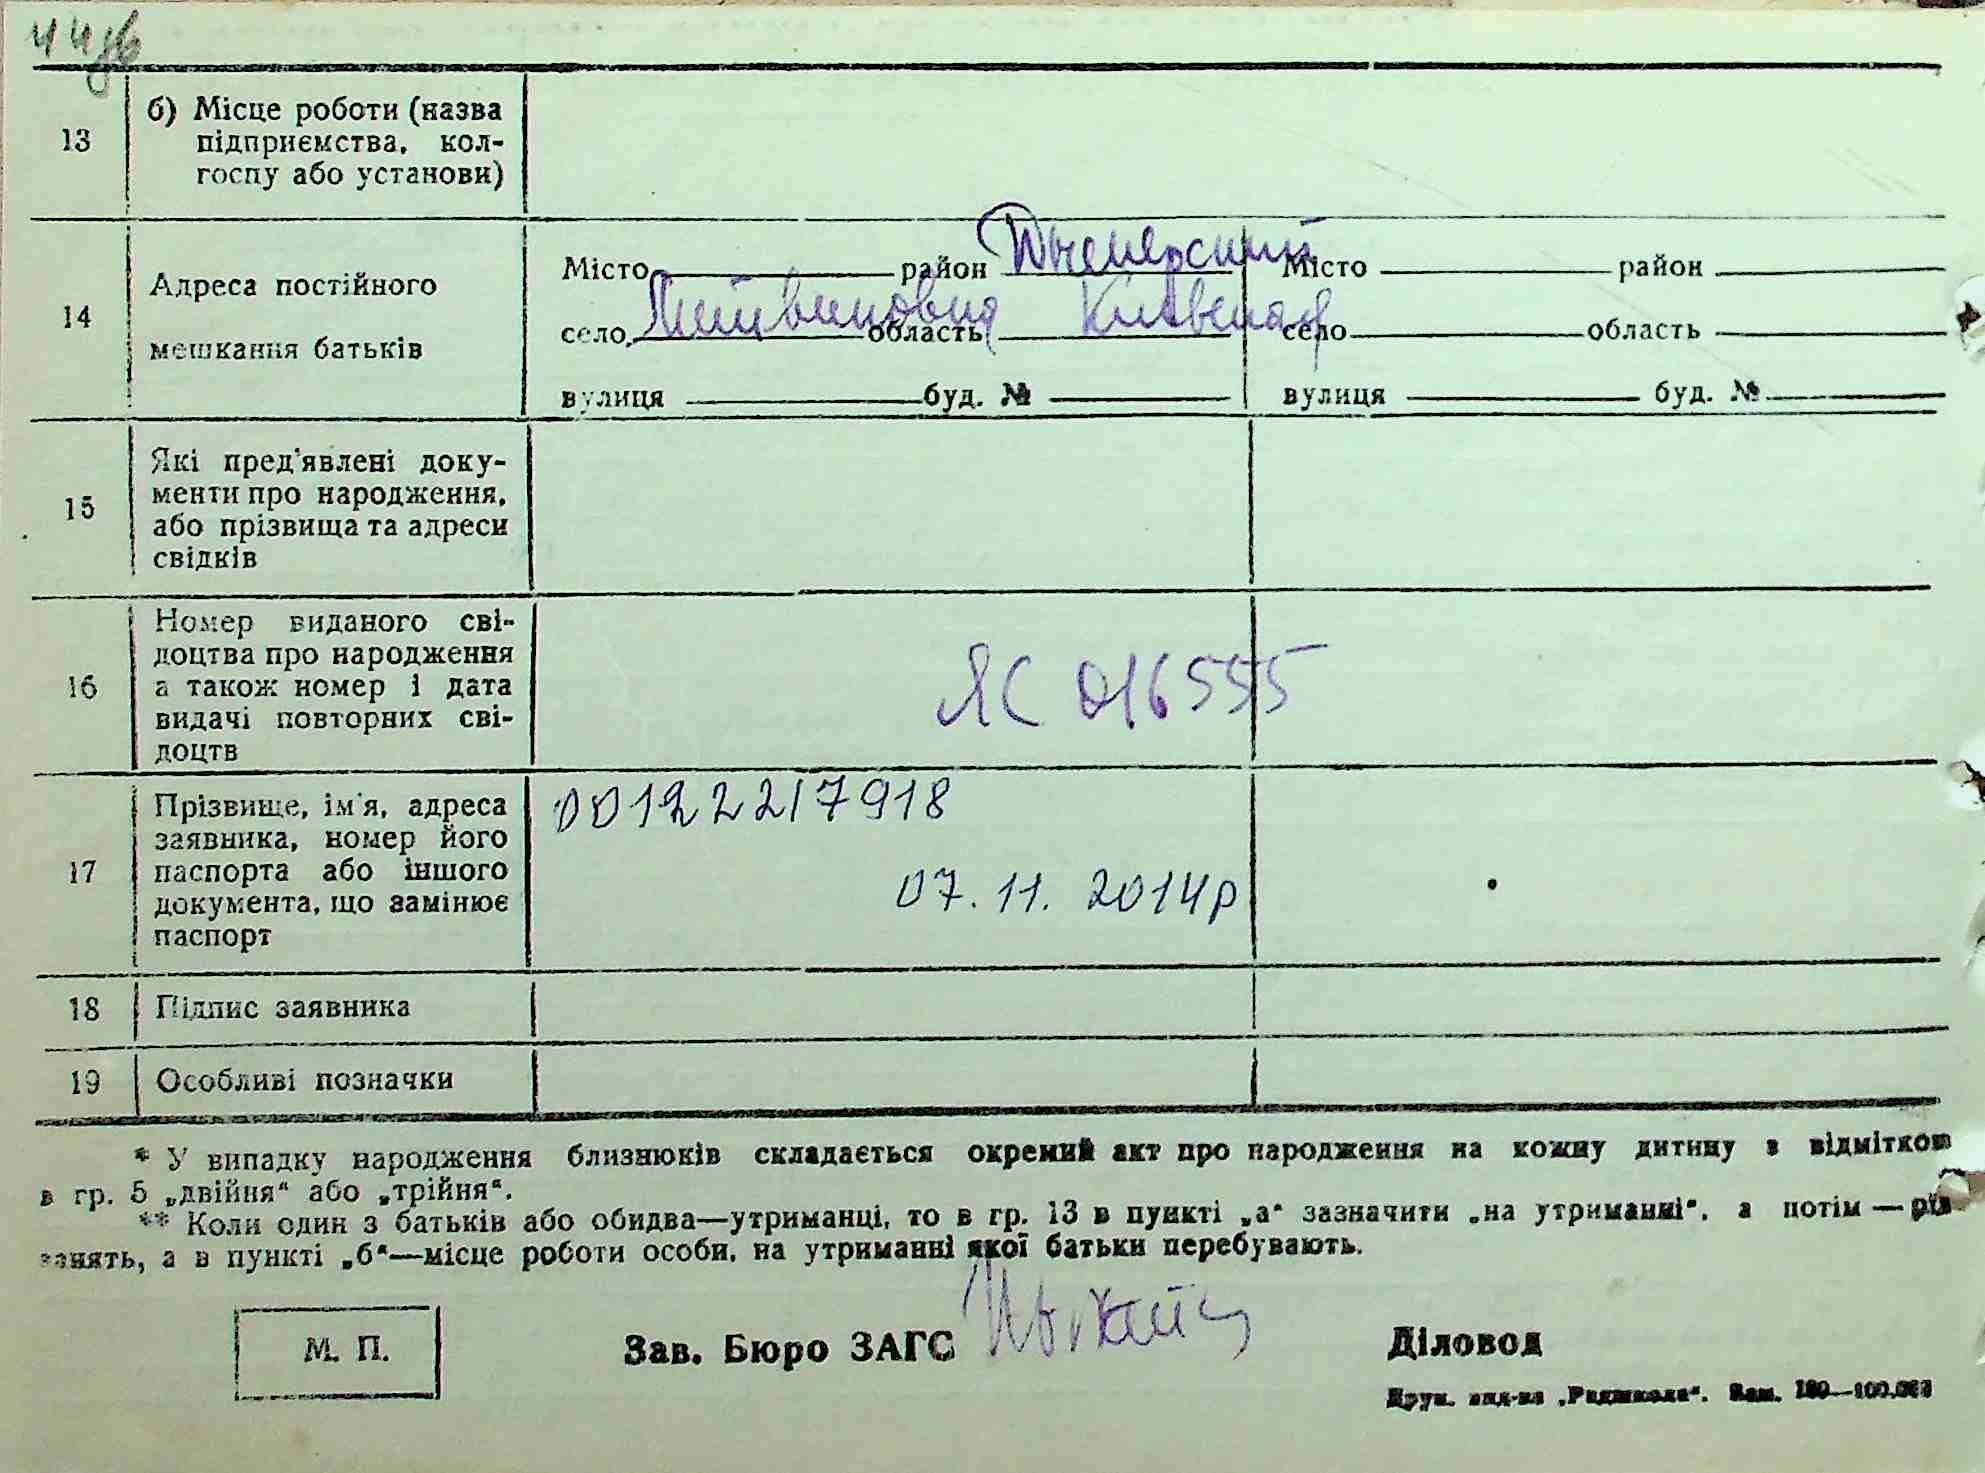 44 зв
13
б) Місце роботи (назва
підприємства, кол-
госпу або установи)
14
Адреса постійного
мешкання батьків
Місто район Дымерский
село Литвиновка область Киевская
вулиця буд. №
Місто район
село область
вулиця буд. №
15
Які пред'явлені доку-
менти про народження,
або прізвища та адреси
свідків
16
Номер виданого сві-
доцтва про народження
а також номер і дата
видачі повторних сві-
доцтв
ЯС 016555
17
Прізвище, ім'я, адреса
заявника, номер його
паспорта або іншого
документа, що замінює
паспорт
00122217918
07.11.2014р
18
Підпис заявника
19
Особливі позначки
* У випадку народження близнюків складається окремий акт про народження на кожну дитину з відміткою
в гр. 5 „двійня“ або „трійня“.
** Коли один з батьків або обидва—утриманці, то в гр. 13 в пункті „а“ зазначити „на утриманні“, а потім — рід
занять, а в пункті „б“—місце роботи особи, на утриманні якої батьки перебувають.
М. П.
Зав. Бюро ЗАГС
Діловод
Друк. вид-ва „Радшкола“. Зам.